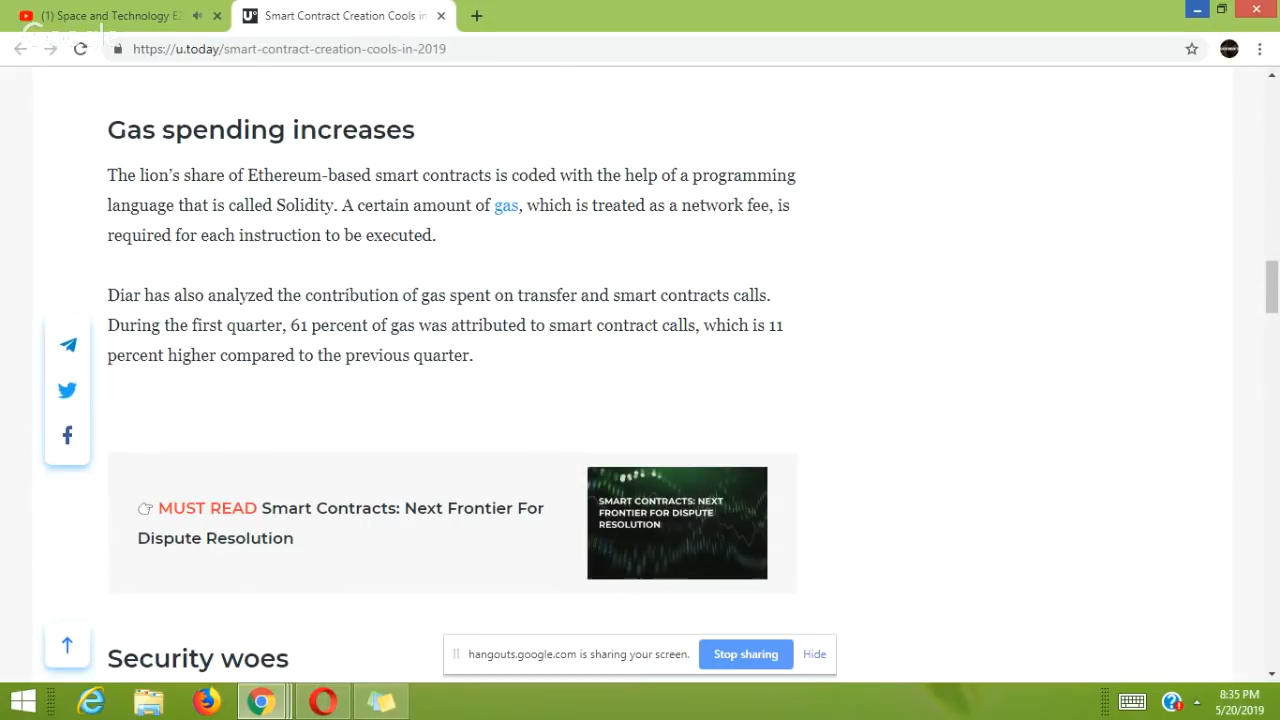 (1) Space and Technology E2
Smart Contract Creation Cools in
https://u.today/smart-contract-creation-cools-in-2019
Gas spending increases
The lion's share of Ethereum-based smart contracts is coded with the help of a programming
language that is called Solidity. A certain amount of gas, which is treated as a network fee, is
required for each instruction to be executed.
Diar has also analyzed the contribution of gas spent on transfer and smart contracts calls.
During the first quarter, 61 percent of gas was attributed to smart contract calls, which is 11
percent higher compared to the previous quarter.
MUST READ Smart Contracts: Next Frontier For
Dispute Resolution
SMART CONTRACTS: NEXT
FRONTIER FOR DISPUTE
RESOLUTION
Security woes
hangouts.google.com is sharing your screen.
Stop sharing
Hide
8:35 PM
5/20/2019